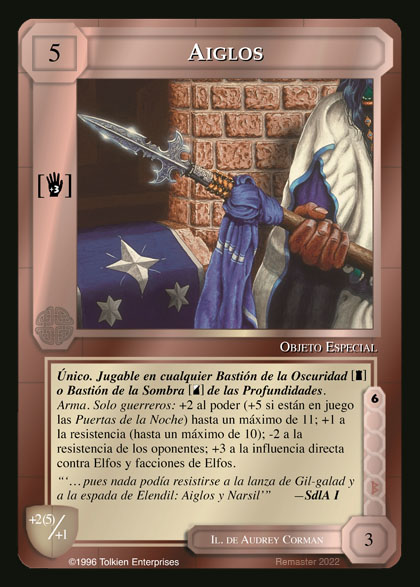 5
AIGLOS
[+3]
OBJETO ESPECIAL
Único. Jugable en cualquier Bastión de la Oscuridad []
o Bastión de la Sombra [] de las Profundidades.
Arma. Solo guerreros: +2 al poder (+5 si están en juego
las Puertas de la Noche) hasta un máximo de 11; +1 a
la resistencia (hasta un máximo de 10); -2 a la
resistencia de los oponentes; +3 a la influencia directa
contra Elfos y facciones de Elfos.
“‘… pues nada podía resistirse a la lanza de Gil-galad y
a la espada de Elendil: Aiglos y Narsil’” —SdlA I
6
+2(5)/+1
IL. DE AUDREY CORMAN
3
©1996 Tolkien Enterprises
Remaster 2022